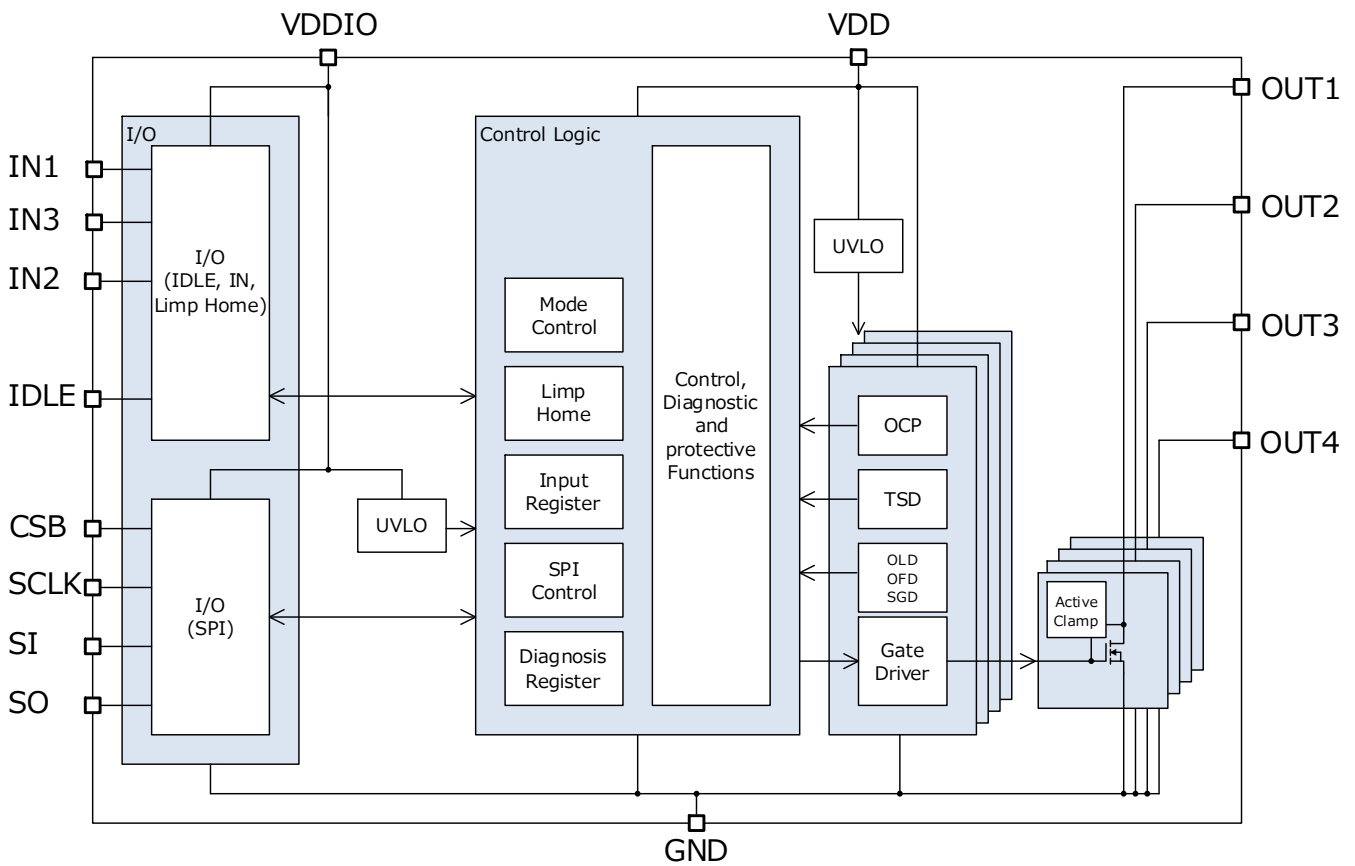 VDDIO
VDD
OUT1
I/O
Control Logic
IN1
IN3
IN2
I/O
(IDLE, IN,
Limp Home)
IDLE
OUT2
UVLO
OUT3
Mode
Control
Limp
Home
Input
Register
SPI
Control
Diagnosis
Register
Control,
Diagnostic
and
protective
Functions
OCP
TSD
OLD
OFD
SGD
Gate
Driver
OUT4
UVLO
CSB
SCLK
SI
SO
I/O
(SPI)
Active
Clamp
GND